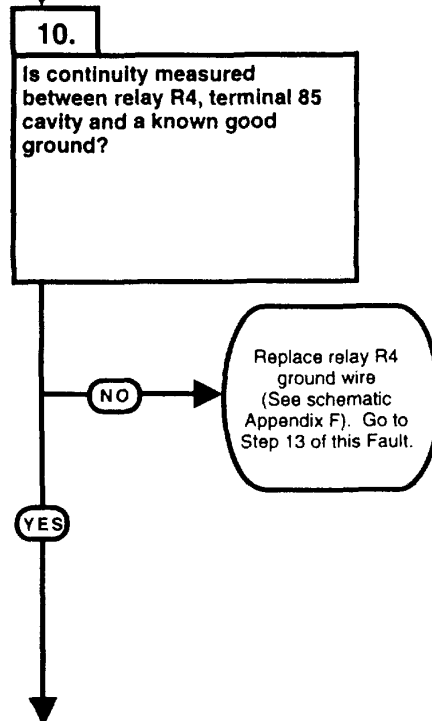 10.
Is continuity measured
between relay R4, terminal 85
cavity and a known good
ground?
Replace relay R4
ground wire
(See schematic
Appendix F). Go to
Step 13 of this Fault.
NO
YES